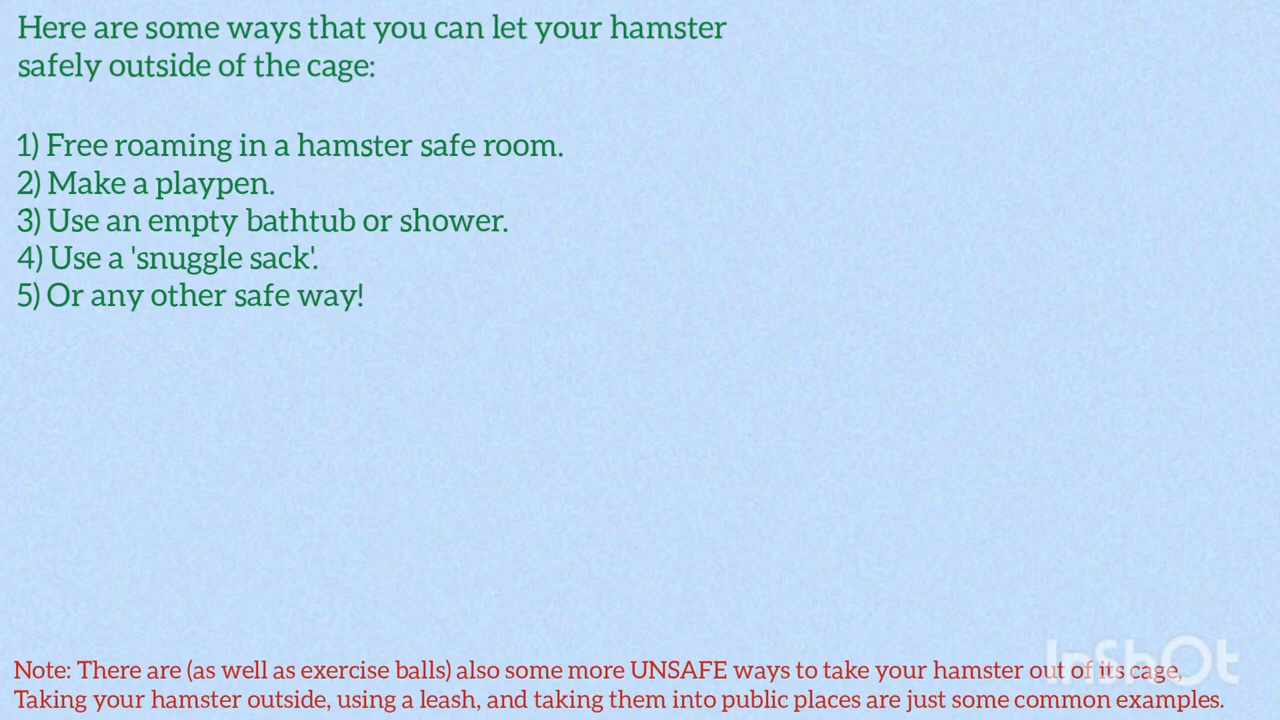 Here are some ways that you can let your hamster
safely outside of the cage:
1) Free roaming in a hamster safe room.
2) Make a playpen.
3) Use an empty bathtub or shower.
4) Use a 'snuggle sack'.
5) Or any other safe way!
Note: There are (as well as exercise balls) also some more UNSAFE ways to take your hamster out of its cage,
Taking your hamster outside, using a leash, and taking them into public places are just some common examples.
InShOt